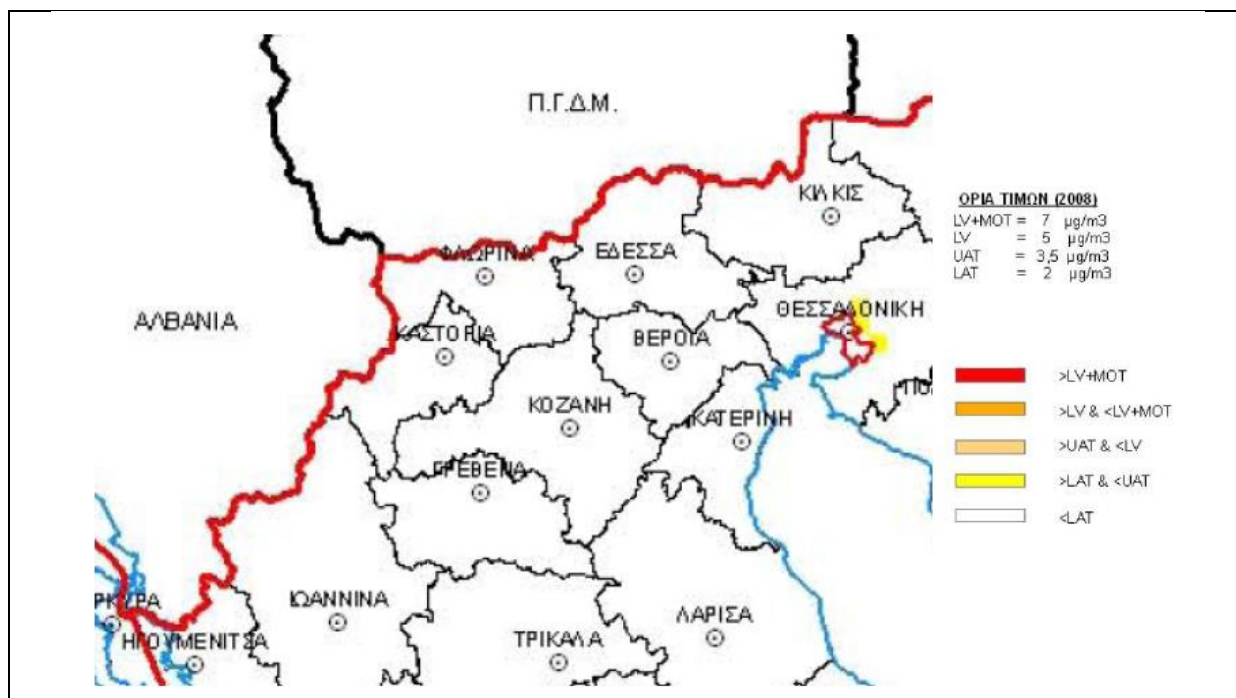 Π.Γ.Δ.Μ.
ΚΙΛΚΙΣ
ΟΡΙΑ ΤΙΜΩΝ (2008)
LV+MOT = 7 μg/m3
LV = 5 μg/m3
UAT = 3,5 μg/m3
LAT = 2 μg/m3
ΦΛΩΡΙΝΑ
ΕΔΕΣΣΑ
ΑΛΒΑΝΙΑ
ΘΕΣΣΑΛΟΝΙΚΗ
ΚΑΣΤΟΡΙΑ
ΒΕΡΟΙΑ
>LV+MOT
ΚΟΖΑΝΗ
ΚΑΤΕΡΙΝΗ
>LV & <LV+MOT
>UAT & <LV
ΓΡΕΒΕΝΑ
>LAT & <UAT
<LAT
ΡΚΥΡΑ
ΙΩΑΝΝΙΝΑ
ΗΓΟΥΜΕΝΙΤΣΑ
ΤΡΙΚΑΛΑ
ΛΑΡΙΣΑ